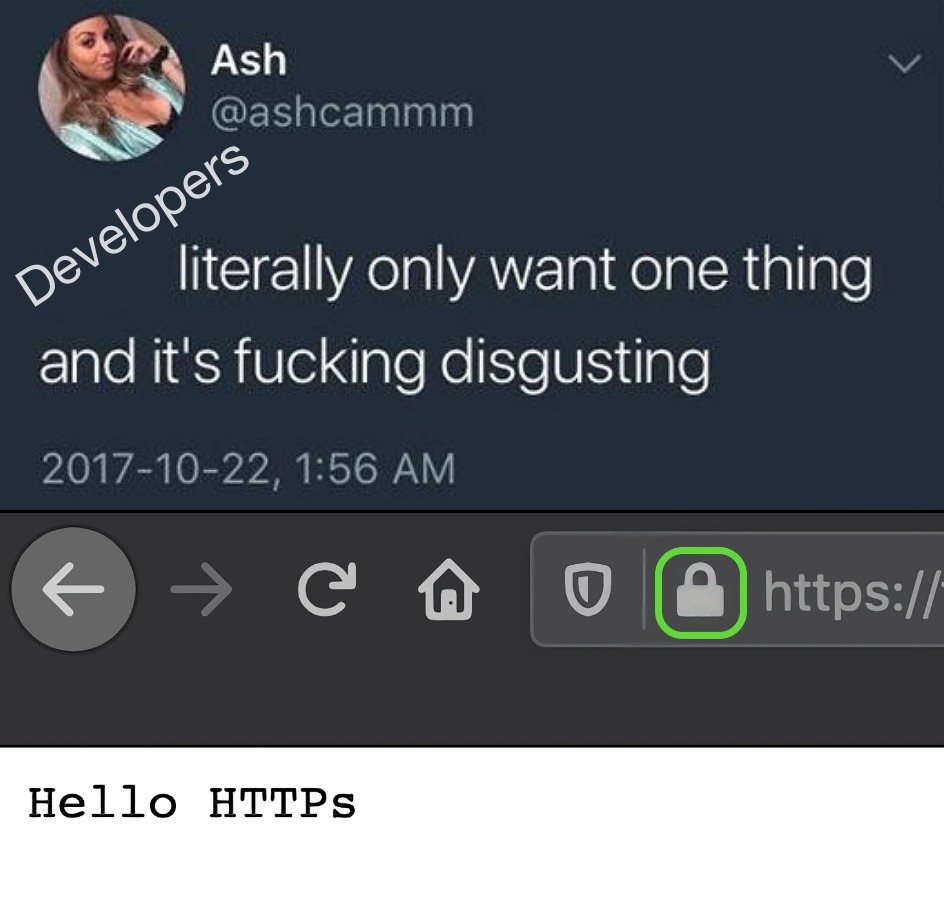 Ash
@ashcammm
Developers
literally only want one thing
and it's fucking disgusting
2017-10-22, 1:56 AM
https://
Hello HTTPs